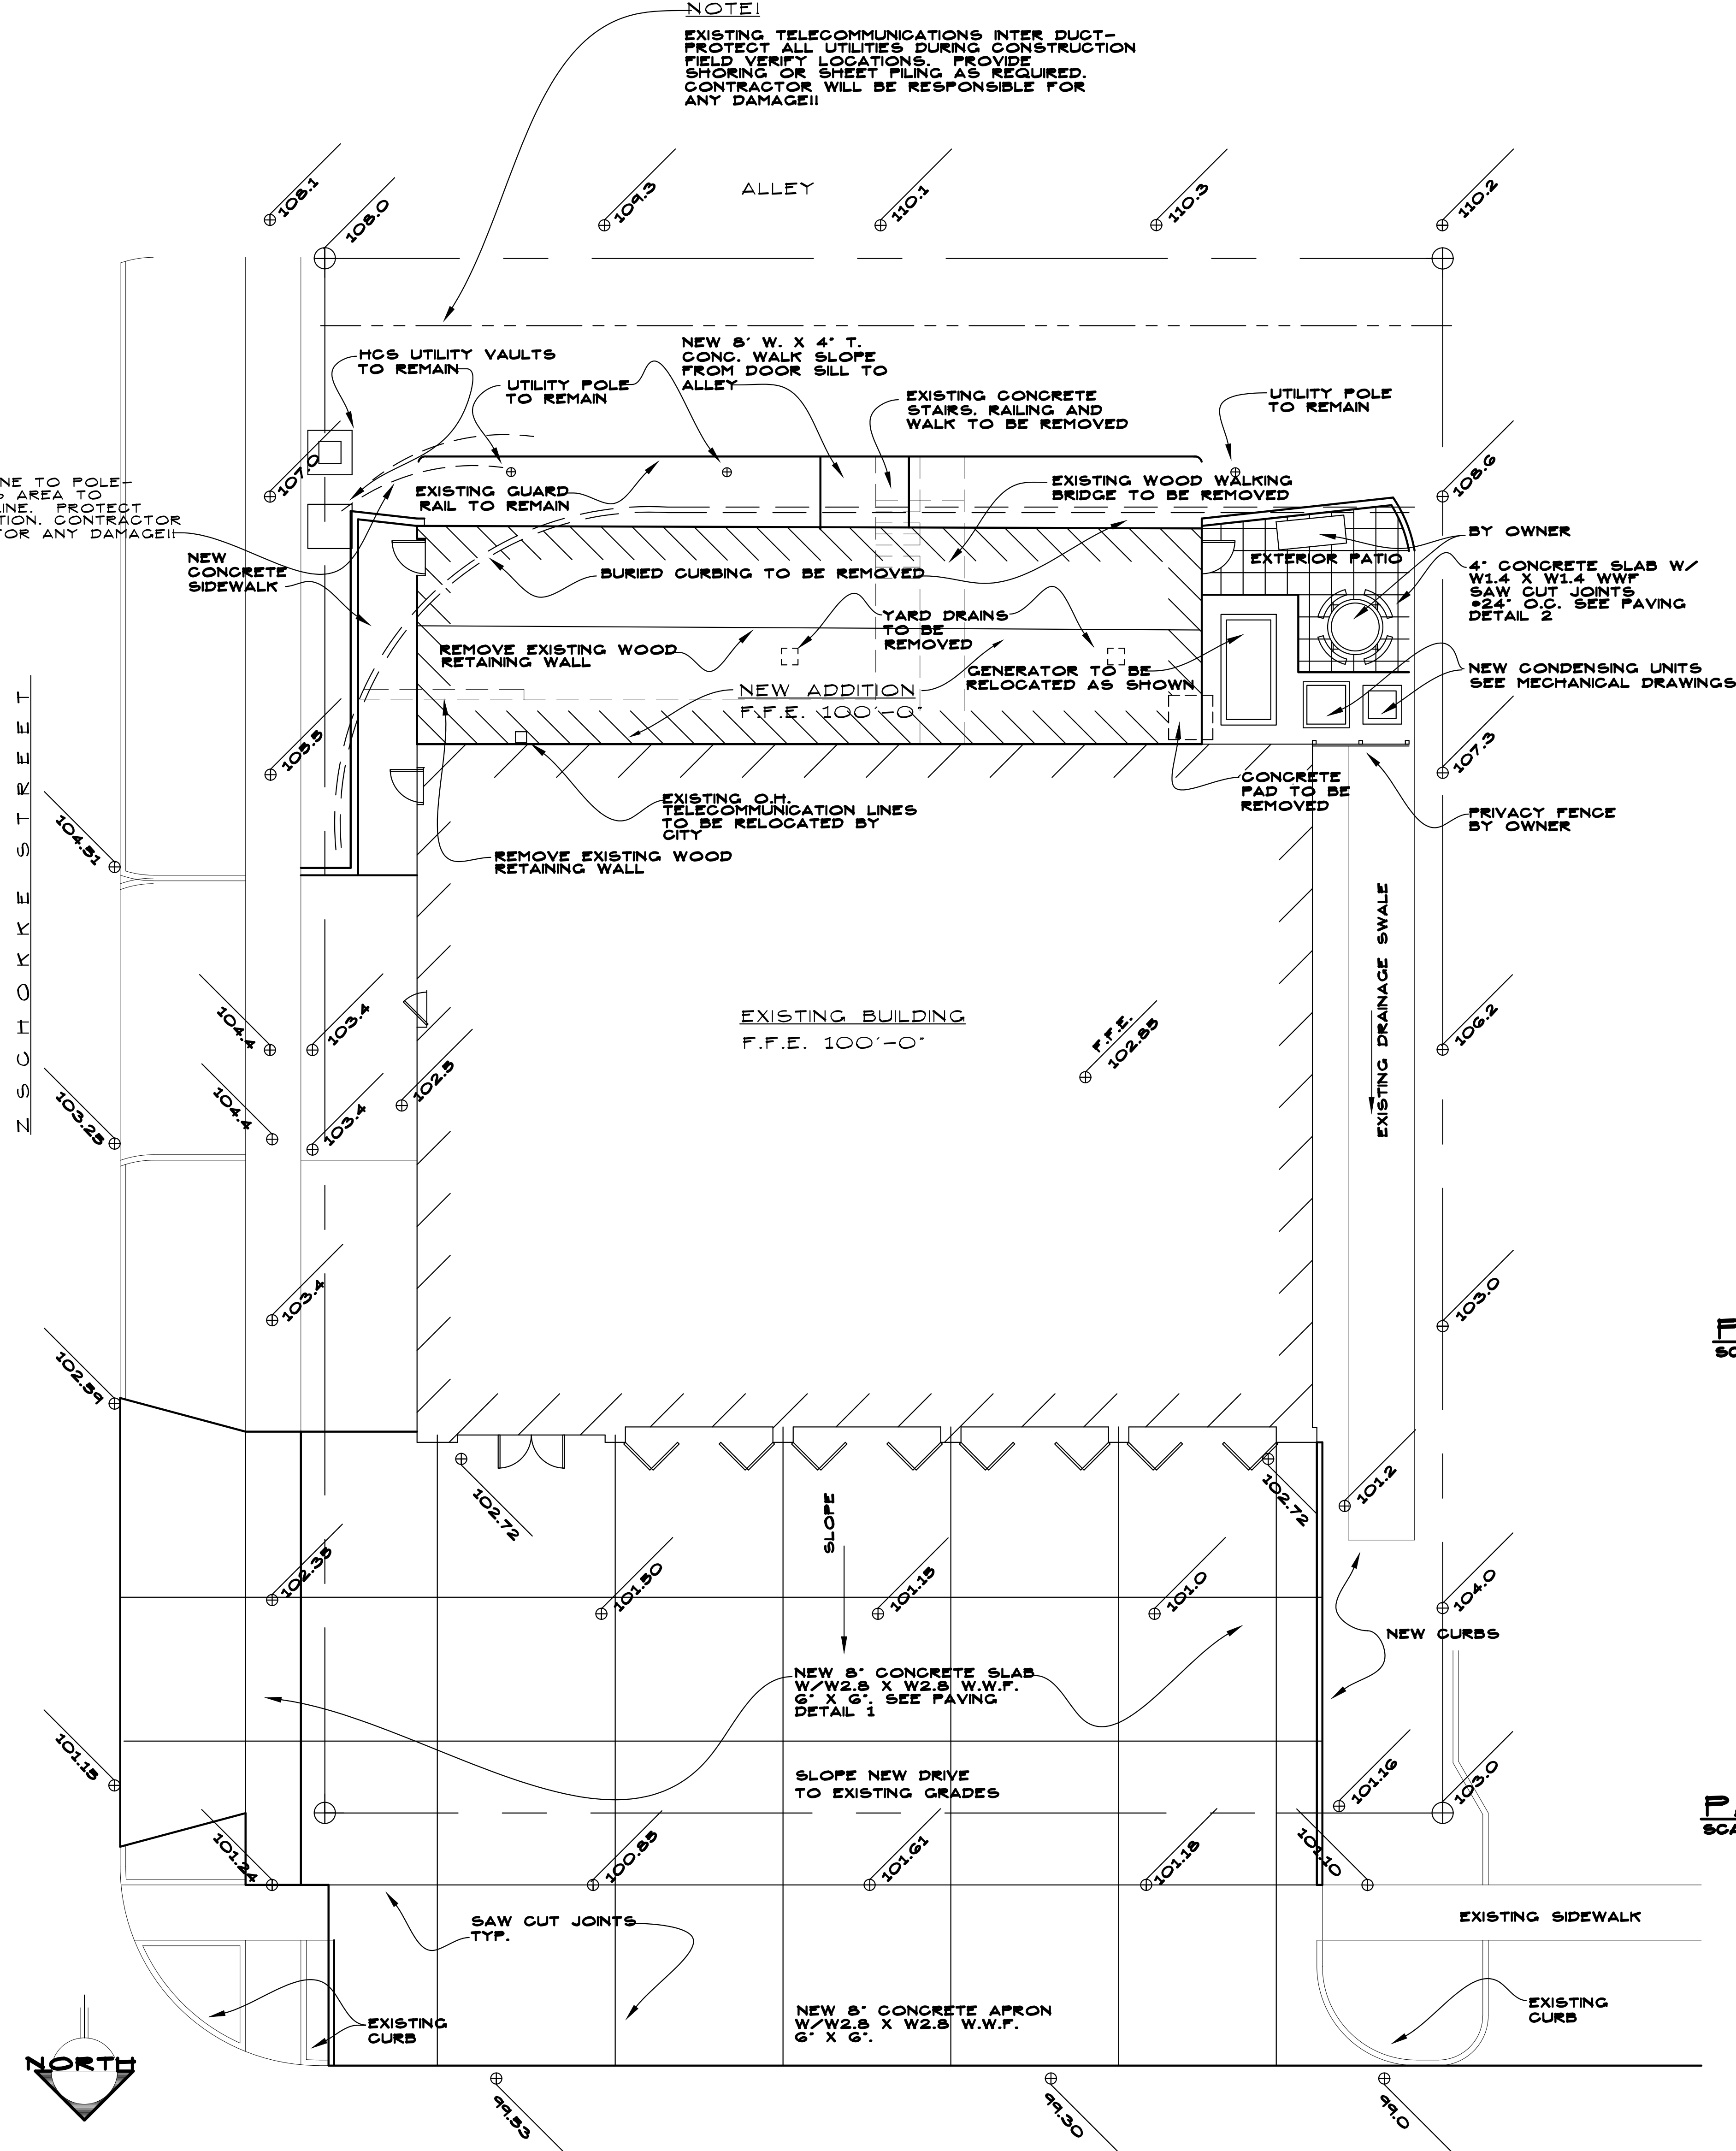 NOTE!
EXISTING TELECOMMUNICATIONS INTER DUCT-
PROTECT ALL UTILITIES DURING CONSTRUCTION
FIELD VERIFY LOCATIONS. PROVIDE
SHORING OR SHEET PILING AS REQUIRED.
CONTRACTOR WILL BE RESPONSIBLE FOR
ANY DAMAGE!!
ALLEY
108.1
108.0
109.3
110.1
110.3
110.2
HCS UTILITY VAULTS
TO REMAIN
UTILITY POLE
TO REMAIN
NEW 8' W. X 4" T.
CONC. WALK SLOPE
FROM DOOR SILL TO
ALLEY
EXISTING CONCRETE
STAIRS, RAILING AND
WALK TO BE REMOVED
UTILITY POLE
TO REMAIN
107.0
108.6
NE TO POLE-
AREA TO
INE. PROTECT
TION. CONTRACTOR
FOR ANY DAMAGE!!
EXISTING GUARD
RAIL TO REMAIN
EXISTING WOOD WALKING
BRIDGE TO BE REMOVED
BY OWNER
NEW
CONCRETE
SIDEWALK
BURIED CURBING TO BE REMOVED
EXTERIOR PATIO
4" CONCRETE SLAB W/
W1.4 X W1.4 WWF
SAW CUT JOINTS
@24" O.C. SEE PAVING
DETAIL 2
YARD DRAINS
TO BE
REMOVED
REMOVE EXISTING WOOD
RETAINING WALL
GENERATOR TO BE
RELOCATED AS SHOWN
NEW CONDENSING UNITS
SEE MECHANICAL DRAWINGS
NEW ADDITION
F.F.E. 100'-0"
105.5
107.3
CONCRETE
PAD TO BE
REMOVED
EXISTING O.H.
TELECOMMUNICATION LINES
TO BE RELOCATED BY
CITY
PRIVACY FENCE
BY OWNER
REMOVE EXISTING WOOD
RETAINING WALL
104.51
ZSCHOKKE STREET
EXISTING DRAINAGE SWALE
EXISTING BUILDING
F.F.E. 100'-0"
F.F.E.
102.85
104.4
103.4
106.2
102.5
103.25
104.4
103.4
103.4
103.0
102.59
102.72
102.72
101.2
SLOPE
102.35
101.50
101.15
101.0
104.0
NEW CURBS
NEW 8" CONCRETE SLAB
W/W2.8 X W2.8 W.W.F.
6" X 6". SEE PAVING
DETAIL 1
101.15
SLOPE NEW DRIVE
TO EXISTING GRADES
101.16
103.0
101.24
100.85
101.61
101.18
101.10
SAW CUT JOINTS
TYP.
EXISTING SIDEWALK
EXISTING
CURB
NEW 8" CONCRETE APRON
W/W2.8 X W2.8 W.W.F.
6" X 6".
EXISTING
CURB
NORTH
99.53
99.30
99.0